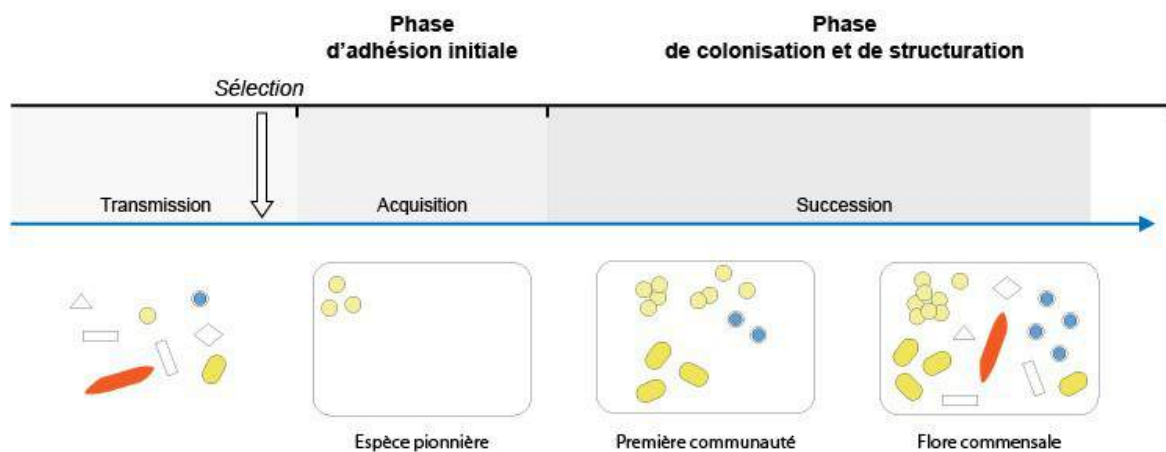 Phase
d’adhésion initiale
Phase
de colonisation et de structuration
Sélection
Transmission
Acquisition
Succession
Espèce pionnière
Première communauté
Flore commensale